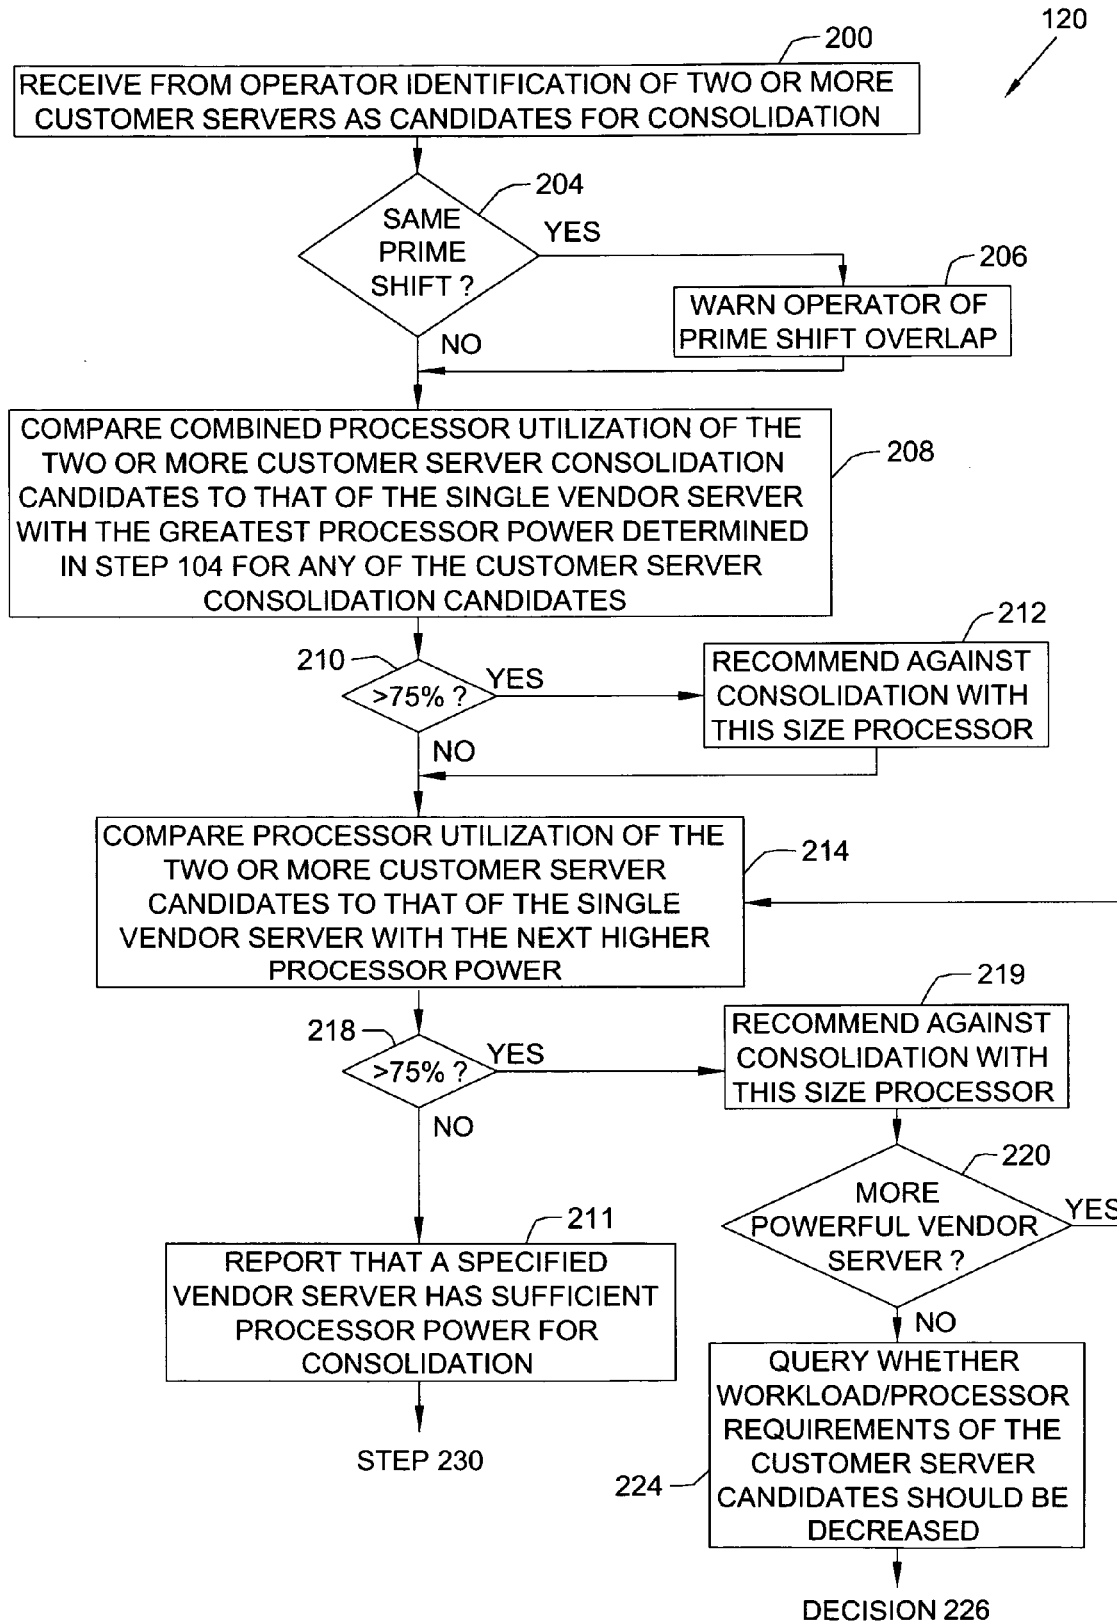 120
200
RECEIVE FROM OPERATOR IDENTIFICATION OF TWO OR MORE
CUSTOMER SERVERS AS CANDIDATES FOR CONSOLIDATION
204
SAME
PRIME
SHIFT ?
YES
NO
206
WARN OPERATOR OF
PRIME SHIFT OVERLAP
208
COMPARE COMBINED PROCESSOR UTILIZATION OF THE
TWO OR MORE CUSTOMER SERVER CONSOLIDATION
CANDIDATES TO THAT OF THE SINGLE VENDOR SERVER
WITH THE GREATEST PROCESSOR POWER DETERMINED
IN STEP 104 FOR ANY OF THE CUSTOMER SERVER
CONSOLIDATION CANDIDATES
210
>75% ?
YES
NO
212
RECOMMEND AGAINST
CONSOLIDATION WITH
THIS SIZE PROCESSOR
214
COMPARE PROCESSOR UTILIZATION OF THE
TWO OR MORE CUSTOMER SERVER
CANDIDATES TO THAT OF THE SINGLE
VENDOR SERVER WITH THE NEXT HIGHER
PROCESSOR POWER
218
>75% ?
YES
NO
219
RECOMMEND AGAINST
CONSOLIDATION WITH
THIS SIZE PROCESSOR
220
MORE
POWERFUL VENDOR
SERVER ?
YES
NO
211
REPORT THAT A SPECIFIED
VENDOR SERVER HAS SUFFICIENT
PROCESSOR POWER FOR
CONSOLIDATION
STEP 230
224
QUERY WHETHER
WORKLOAD/PROCESSOR
REQUIREMENTS OF THE
CUSTOMER SERVER
CANDIDATES SHOULD BE
DECREASED
DECISION 226